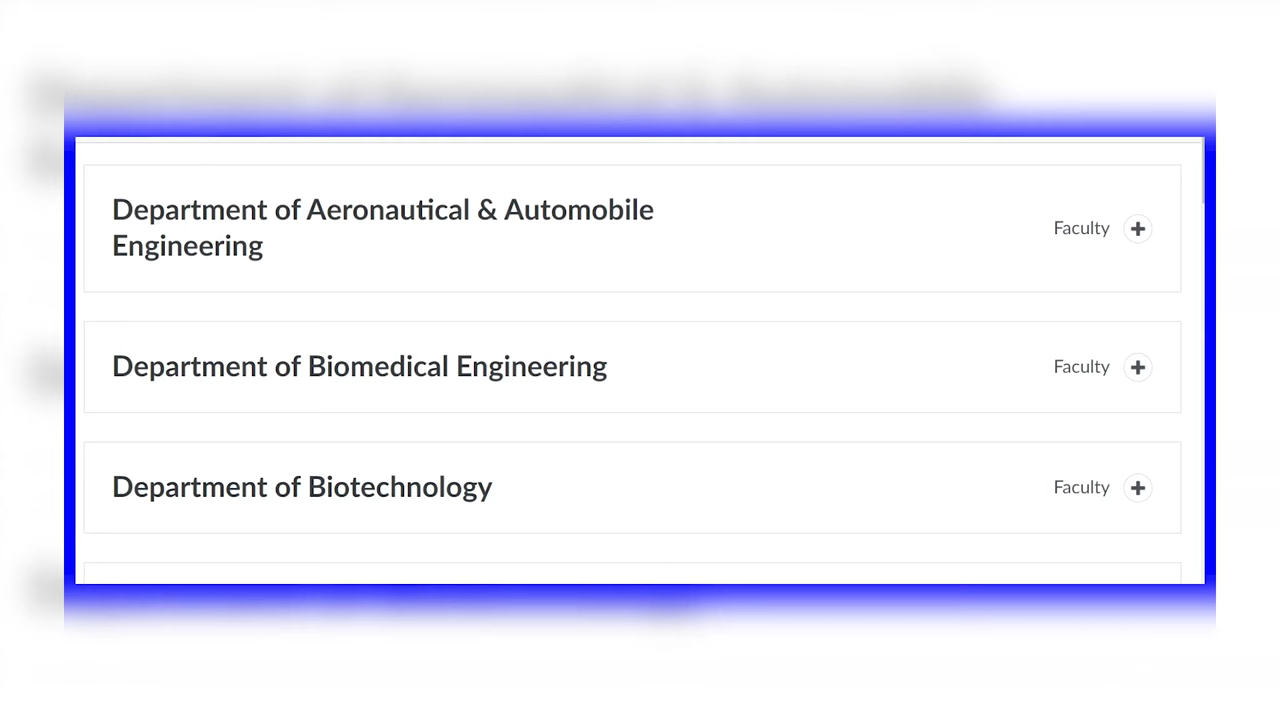 Department of Aeronautical & Automobile
Engineering
Faculty
Department of Biomedical Engineering
Faculty
Department of Biotechnology
Faculty